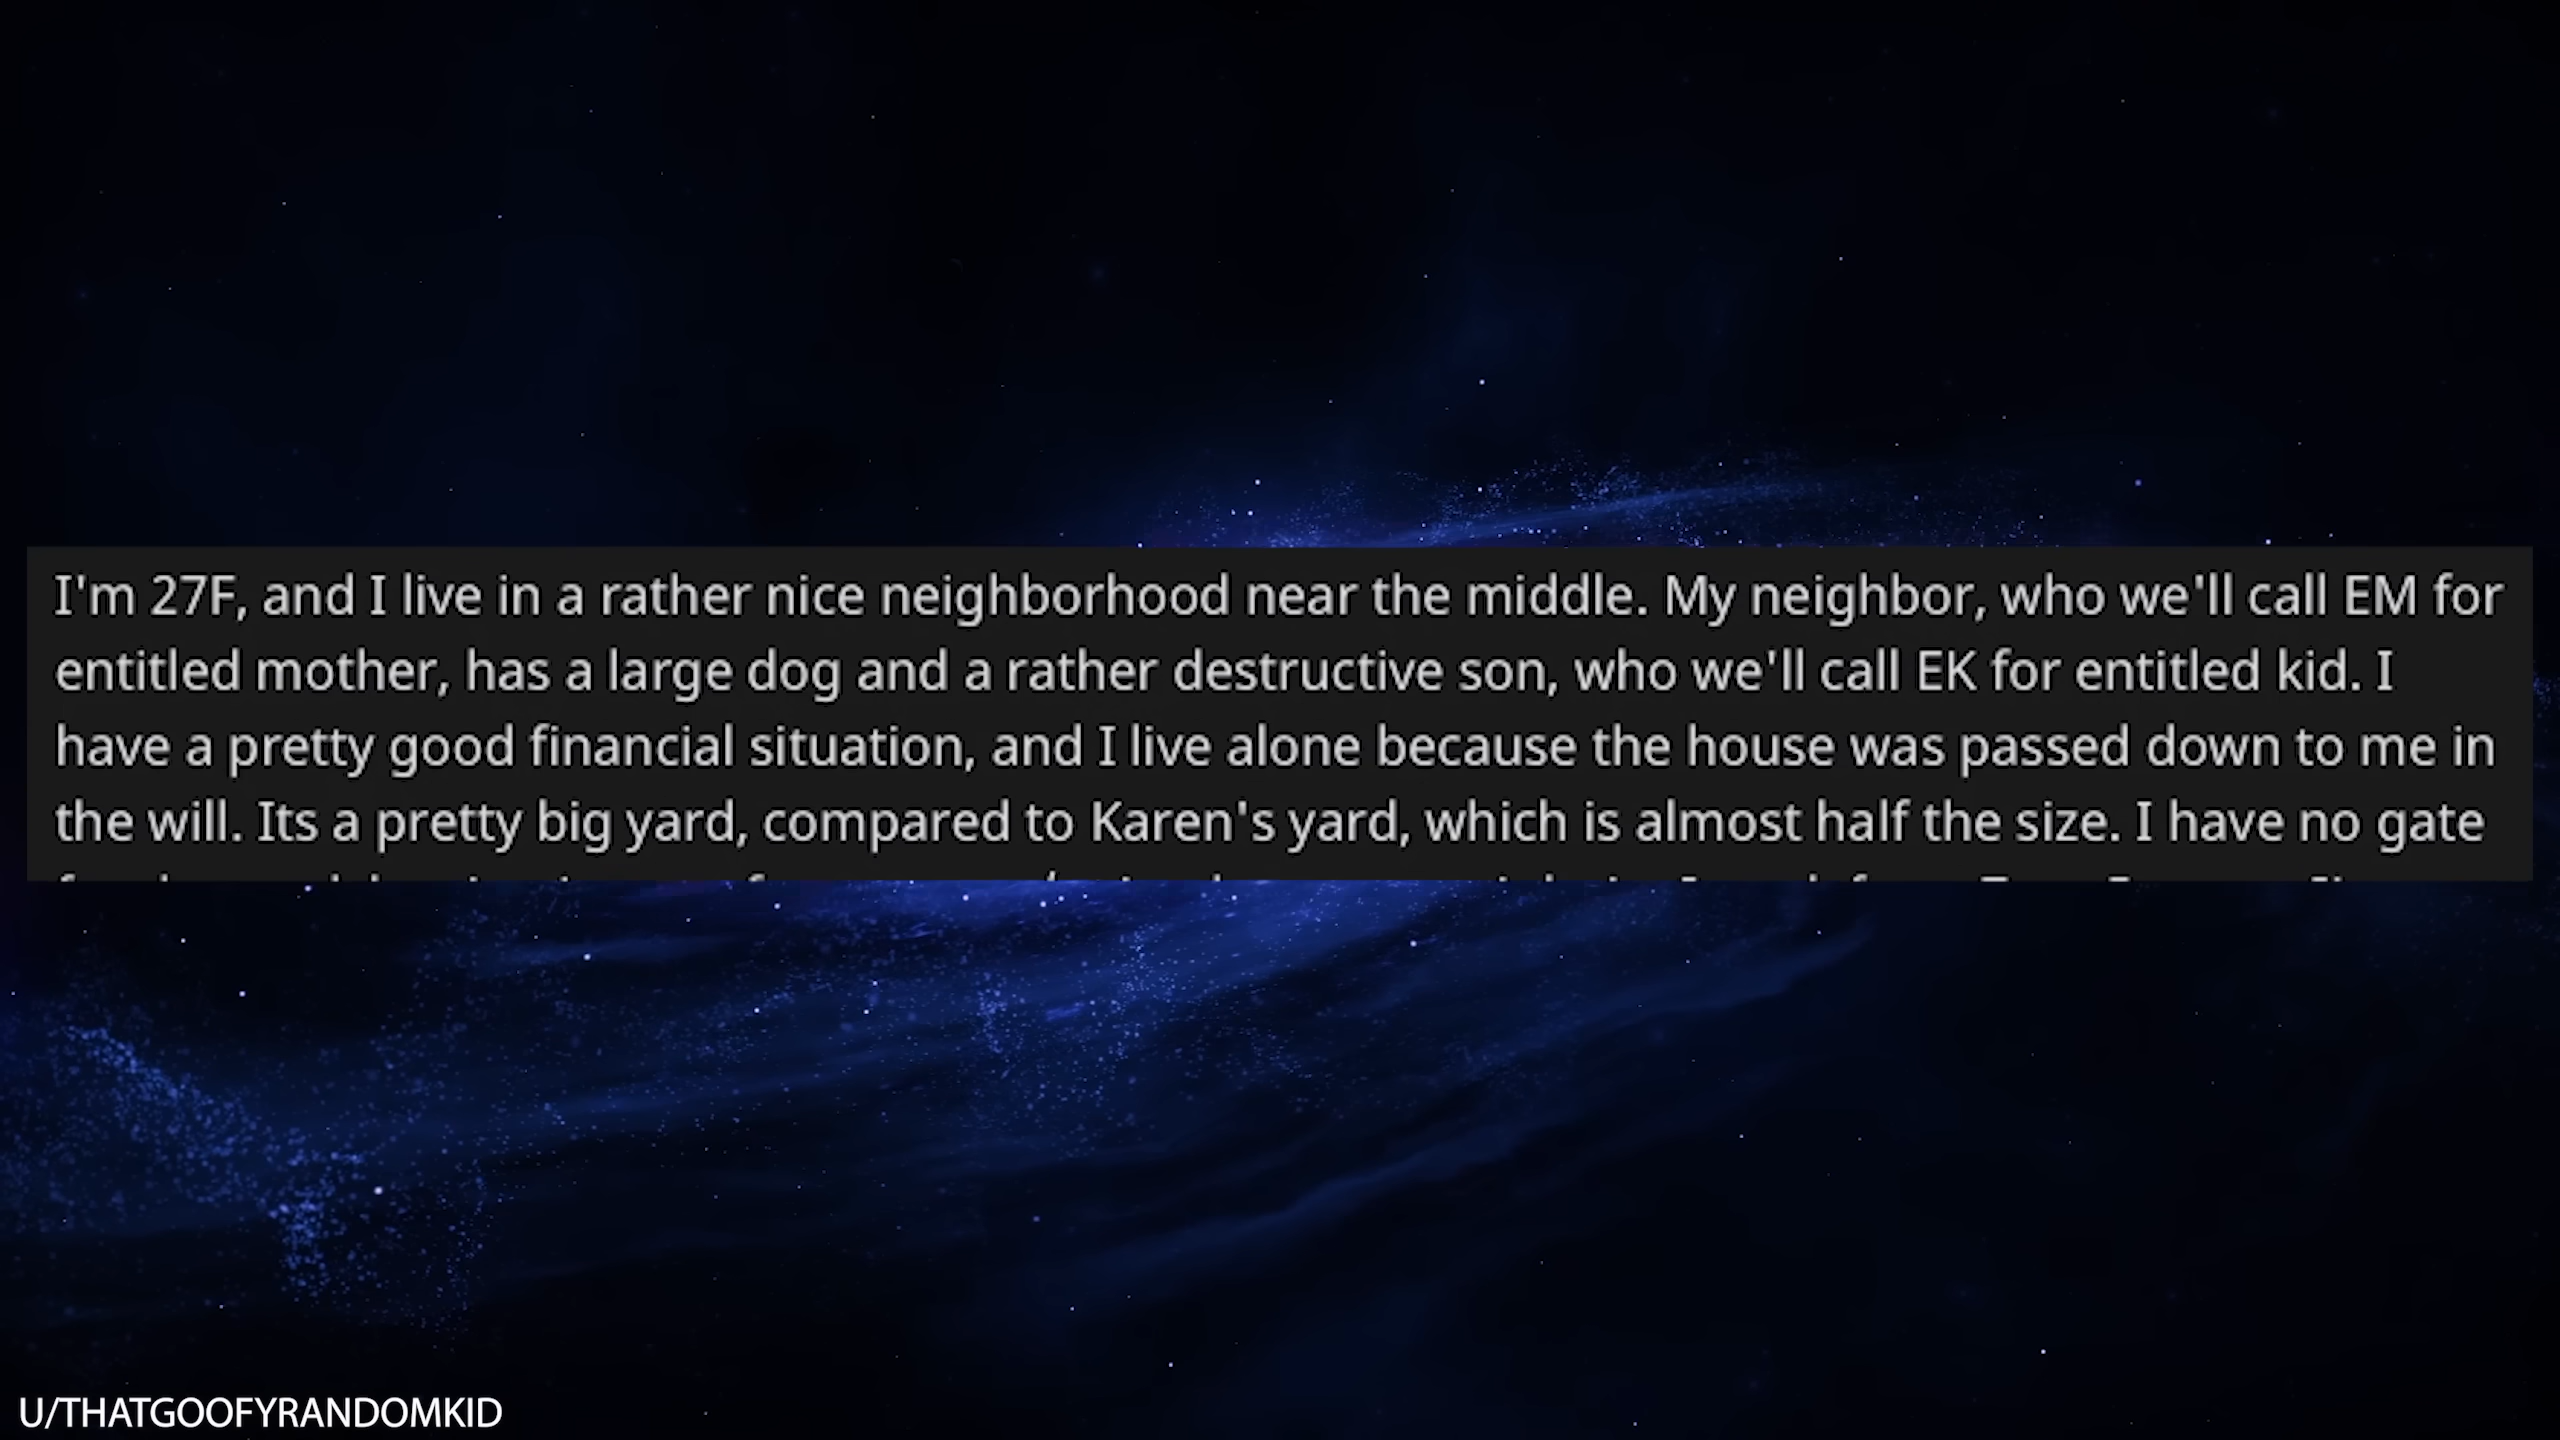 I'm 27F, and I live in a rather nice neighborhood near the middle. My neighbor, who we'll call EM for
entitled mother, has a large dog and a rather destructive son, who we'll call EK for entitled kid. I
have a pretty good financial situation, and I live alone because the house was passed down to me in
the will. Its a pretty big yard, compared to Karen's yard, which is almost half the size. I have no gate
U/THATGOOFYRANDOMKID